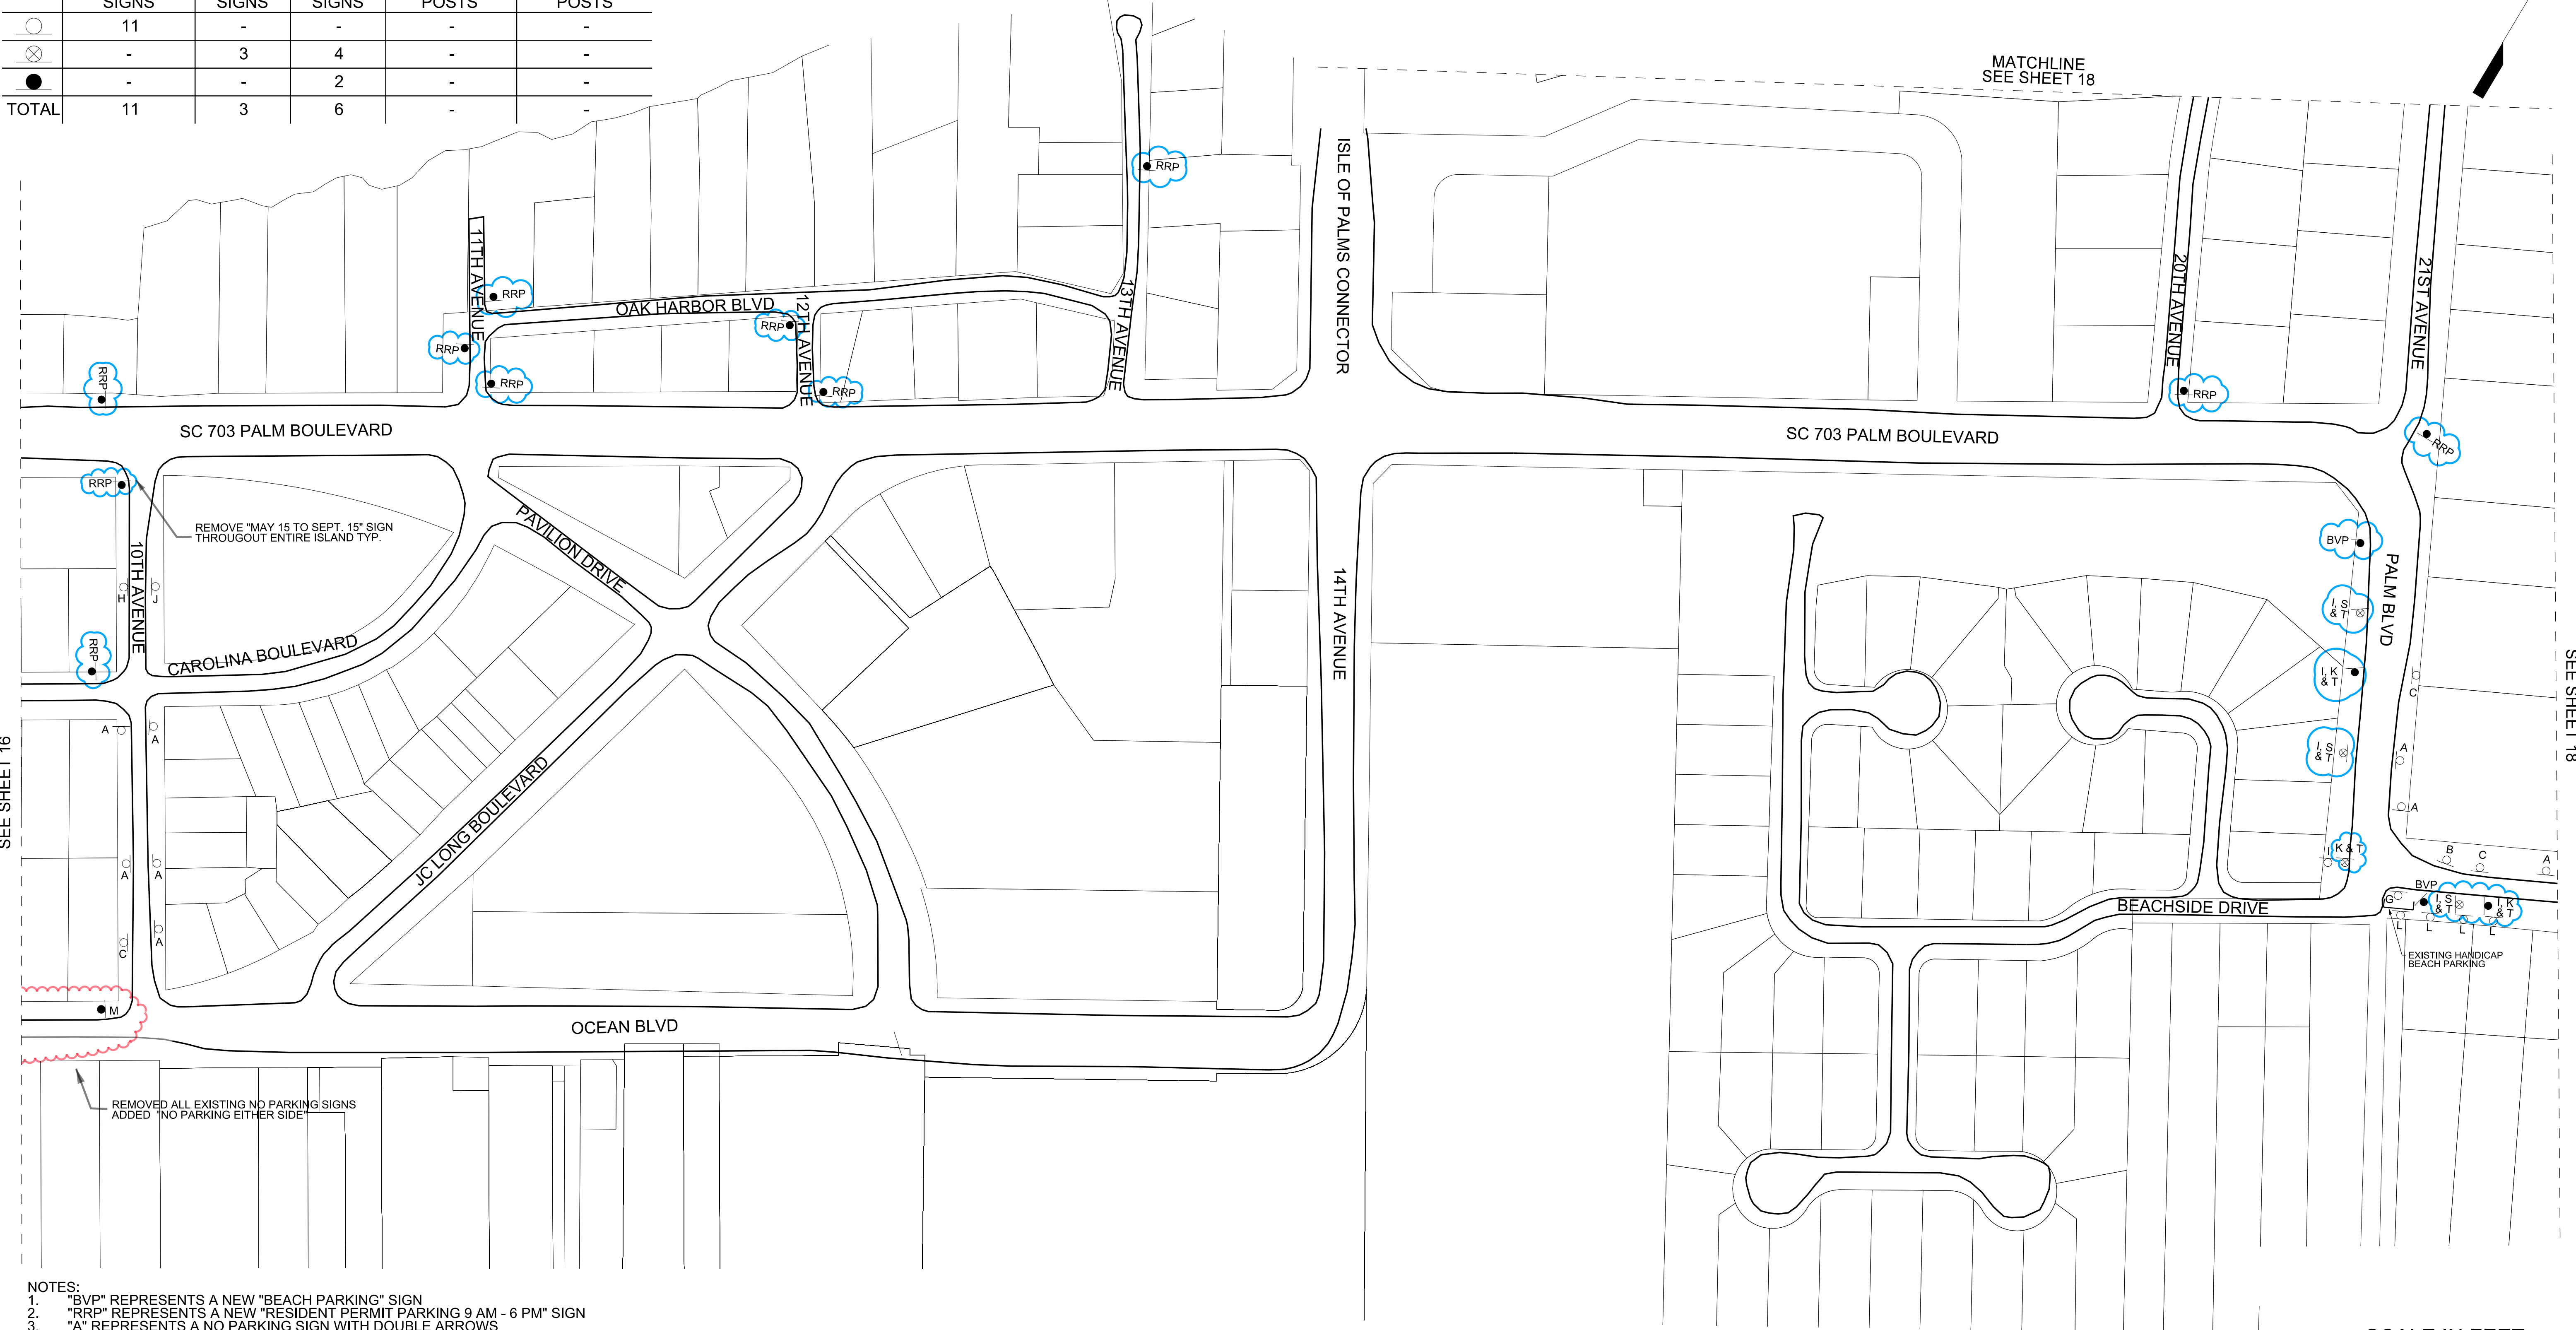 SIGNS SIGNS SIGNS POSTS POSTS
11 - - - -
- 3 4 - -
- - 2 - -
TOTAL 11 3 6 - -
MATCHLINE
SEE SHEET 18
RRP
ISLE OF PALMS CONNECTOR
11TH AVENUE
RRP
OAK HARBOR BLVD
12TH AVENUE
13TH AVENUE
20TH AVENUE
21ST AVENUE
RRP
RRP
RRP
RRP
RRP
RRP
RRP
SC 703 PALM BOULEVARD
SC 703 PALM BOULEVARD
RRP
RRP
REMOVE "MAY 15 TO SEPT. 15" SIGN
THROUGOUT ENTIRE ISLAND TYP.
10TH AVENUE
PAVILION DRIVE
14TH AVENUE
BVP
PALM BLVD
H
J
I, S
& T
RRP
CAROLINA BOULEVARD
I, K
& T
C
SEE SHEET 16
SEE SHEET 18
A
A
I, S
& T
A
A
JC LONG BOULEVARD
I, K & T
B
C
A
A
A
BEACHSIDE DRIVE
G
BVP
I, S
& T
I, K
& T
L
L
L
L
C
A
EXISTING HANDICAP
BEACH PARKING
M
OCEAN BLVD
REMOVED ALL EXISTING NO PARKING SIGNS
ADDED "NO PARKING EITHER SIDE"
NOTES:
1. "BVP" REPRESENTS A NEW "BEACH PARKING" SIGN
2. "RRP" REPRESENTS A NEW "RESIDENT PERMIT PARKING 9 AM - 6 PM" SIGN
3. "A" REPRESENTS A NO PARKING SIGN WITH DOUBLE ARROWS
SCALE IN FEET